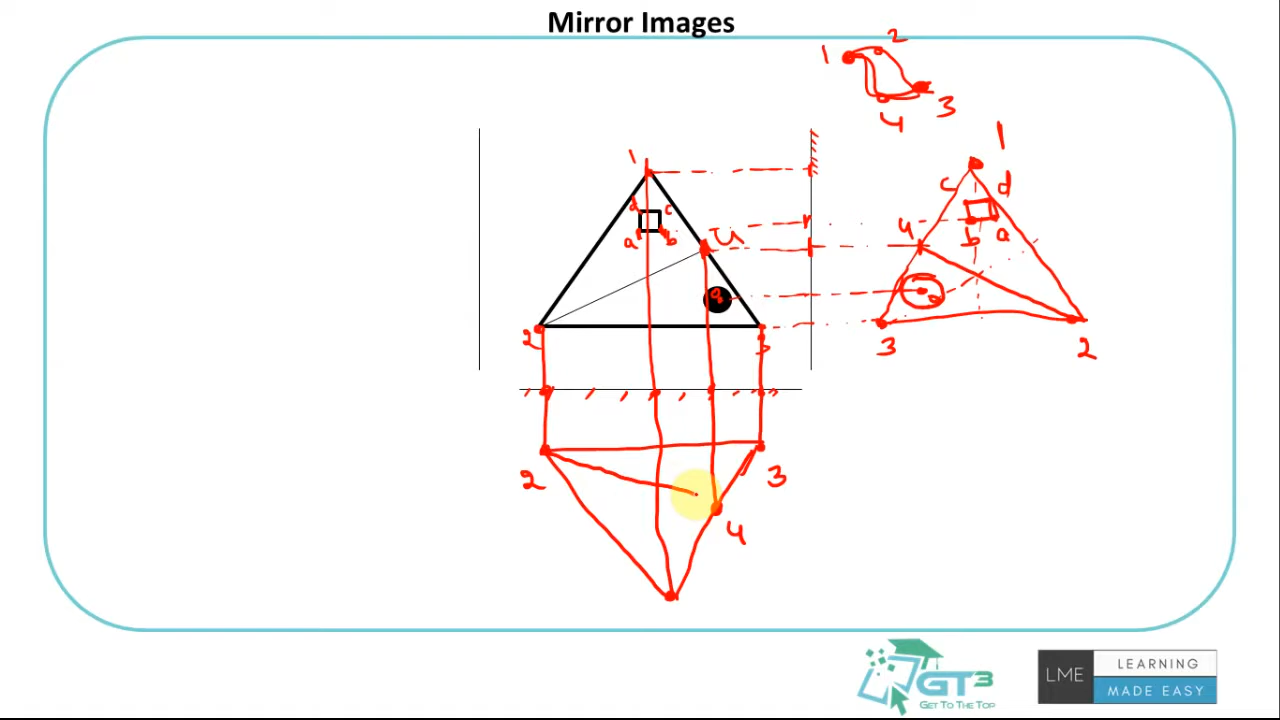 Mirror Images
1 2
4 3
1 1
c d
d c
a b
4 4
b a
2 3
3 2
2 3
4
GT3
GET TO THE TOP
LME LEARNING
MADE EASY